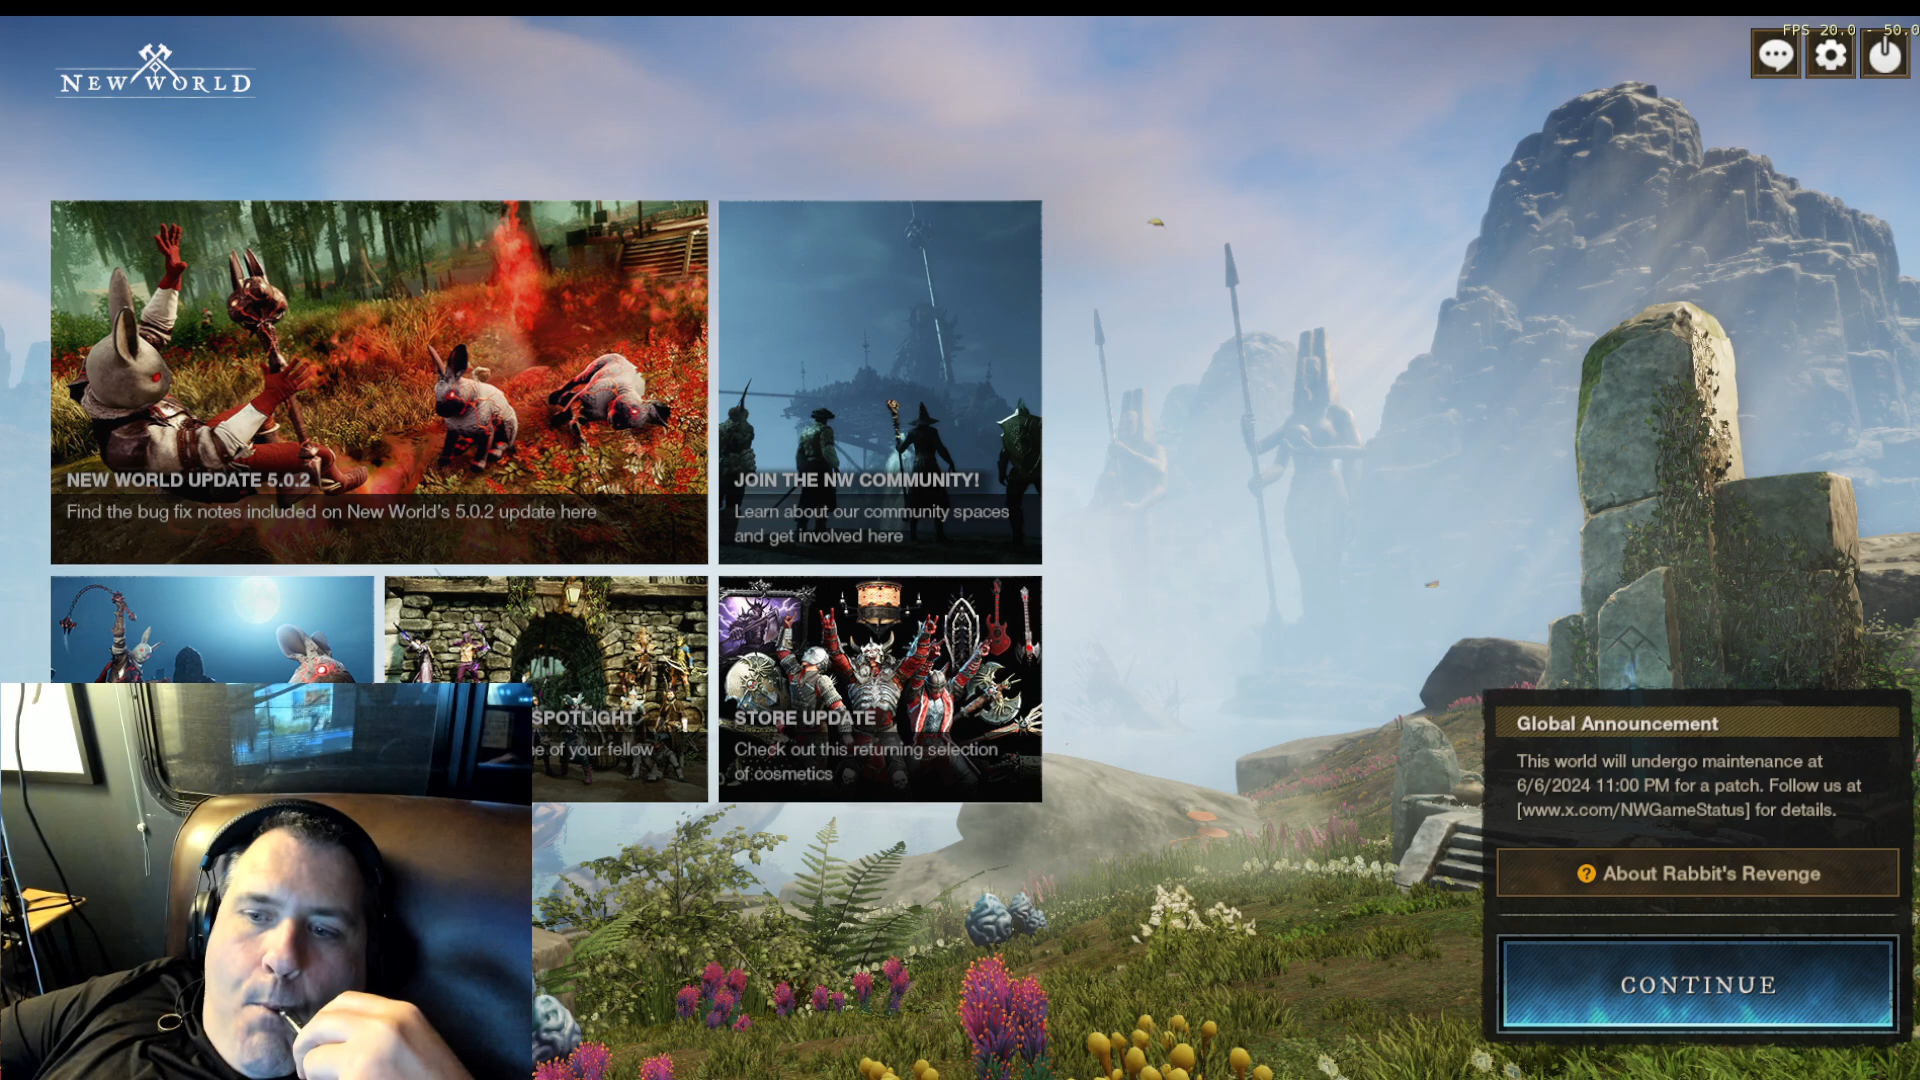 FPS 20.0 - 50.0
NEW WORLD
NEW WORLD UPDATE 5.0.2
Find the bug fix notes included on New World's 5.0.2 update here
JOIN THE NW COMMUNITY!
Learn about our community spaces
and get involved here
SPOTLIGHT
of your fellow
STORE UPDATE
Check out this returning selection
of cosmetics
Global Announcement
This world will undergo maintenance at
6/6/2024 11:00 PM for a patch. Follow us at
[www.x.com/NWGameStatus] for details.
? About Rabbit's Revenge
CONTINUE